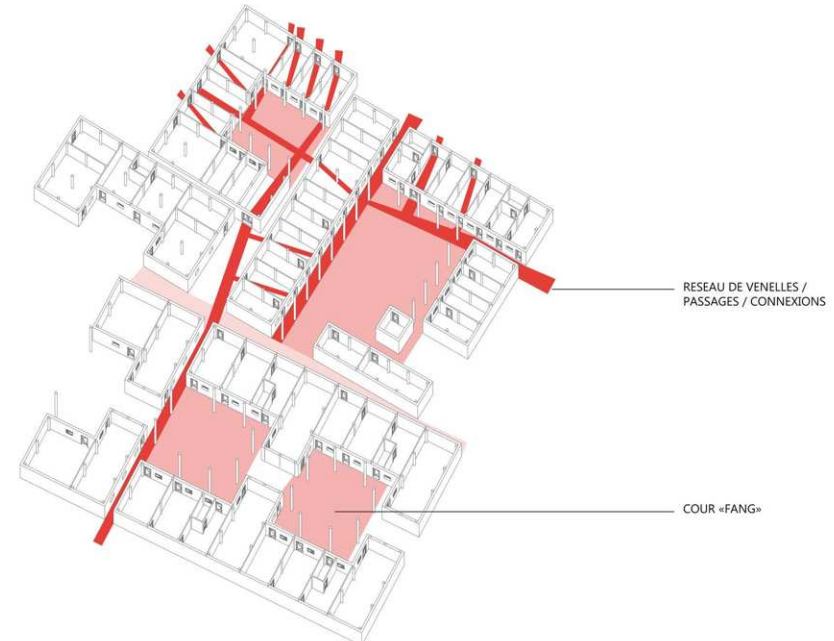 RESEAU DE VENELLES /
PASSAGES / CONNEXIONS
COUR «FANG»